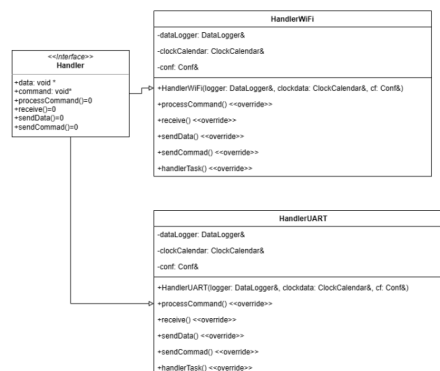 <<Interface>>
Handler
+data: void *
+command: void*
+processCommand()=0
+receive()=0
+sendData()=0
+sendCommad()=0
HandlerWiFi
-dataLogger: DataLogger&
-clockCalendar: ClockCalendar&
-conf: Conf&
+HandlerWiFi(logger: DataLogger&, clockdata: ClockCalendar&, cf: Conf&)
+processCommand() <<override>>
+receive() <<override>>
+sendData() <<override>>
+sendCommad() <<override>>
+handlerTask() <<override>>
HandlerUART
-dataLogger: DataLogger&
-clockCalendar: ClockCalendar&
-conf: Conf&
+HandlerUART(logger: DataLogger&, clockdata: ClockCalendar&, cf: Conf&)
+processCommand() <<override>>
+receive() <<override>>
+sendData() <<override>>
+sendCommad() <<override>>
+handlerTask() <<override>>